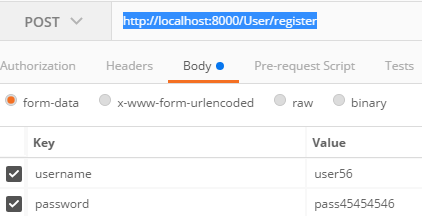 POST http://localhost:8000/User/register
Authorization Headers Body Pre-request Script Tests
form-data x-www-form-urlencoded raw binary
Key Value
username user56
password pass45454546